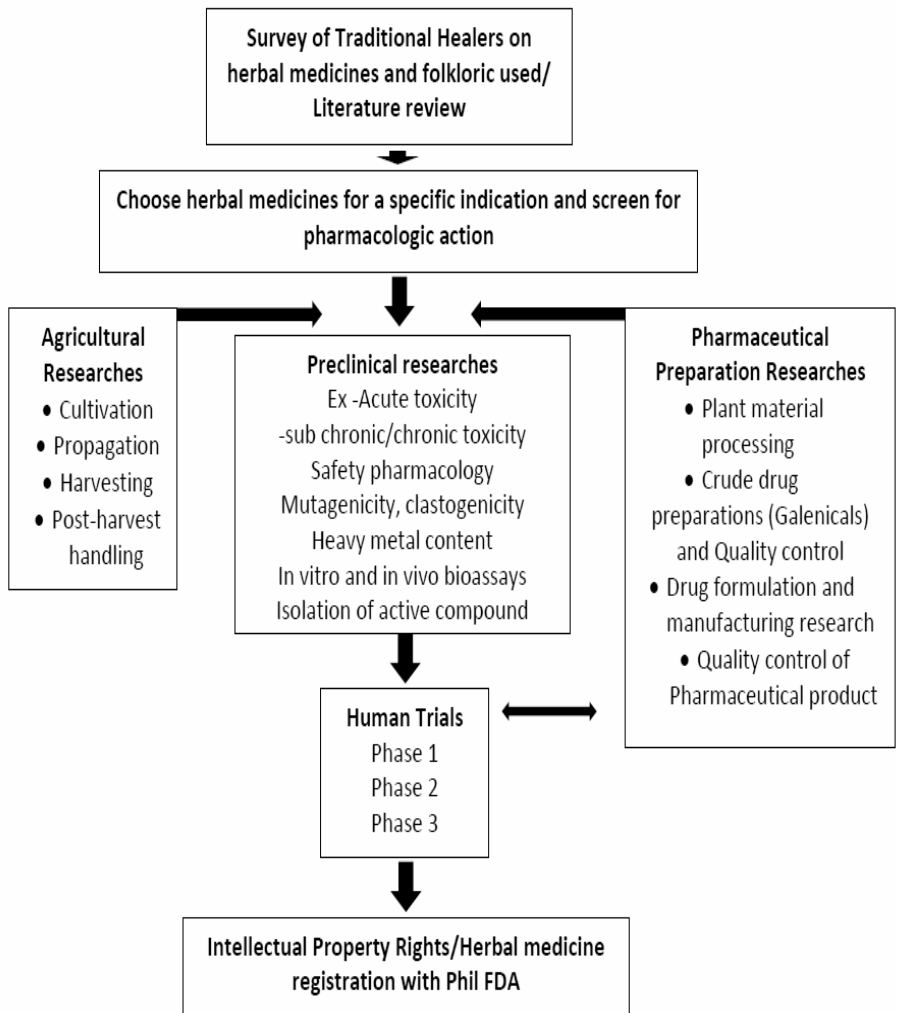 Survey of Traditional Healers on
herbal medicines and folkloric used/
Literature review
Choose herbal medicines for a specific indication and screen for
pharmacologic action
Agricultural
Researches
• Cultivation
• Propagation
• Harvesting
• Post-harvest
handling
Preclinical researches
Ex -Acute toxicity
-sub chronic/chronic toxicity
Safety pharmacology
Mutagenicity, clastogenicity
Heavy metal content
In vitro and in vivo bioassays
Isolation of active compound
Pharmaceutical
Preparation Researches
• Plant material
processing
• Crude drug
preparations (Galenicals)
and Quality control
• Drug formulation and
manufacturing research
• Quality control of
Pharmaceutical product
Human Trials
Phase 1
Phase 2
Phase 3
Intellectual Property Rights/Herbal medicine
registration with Phil FDA